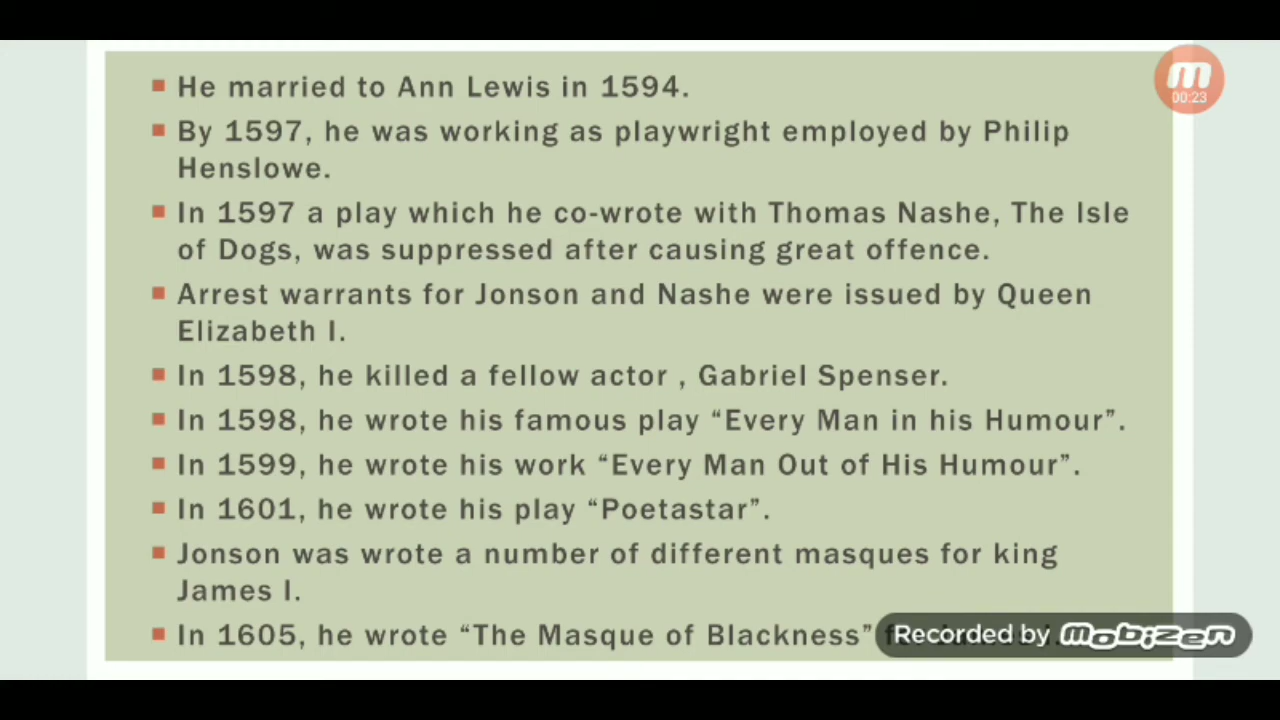 He married to Ann Lewis in 1594.
By 1597, he was working as playwright employed by Philip
Henslowe.
In 1597 a play which he co-wrote with Thomas Nashe, The Isle
of Dogs, was suppressed after causing great offence.
Arrest warrants for Jonson and Nashe were issued by Queen
Elizabeth I.
In 1598, he killed a fellow actor , Gabriel Spenser.
In 1598, he wrote his famous play “Every Man in his Humour”.
In 1599, he wrote his work “Every Man Out of His Humour”.
In 1601, he wrote his play “Poetastar”.
Jonson was wrote a number of different masques for king
James I.
In 1605, he wrote “The Masque of Blackness”
00:23
Recorded by mobizen